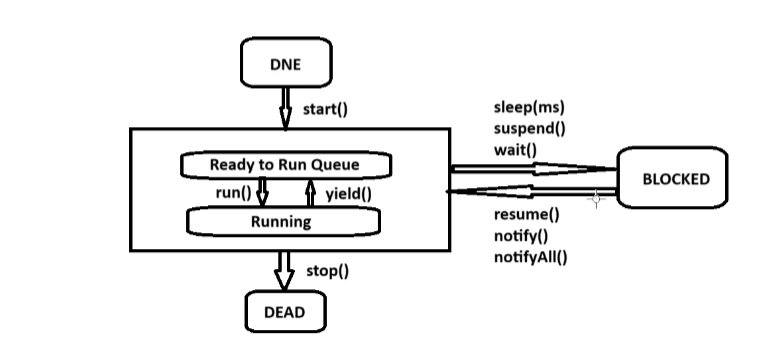 DNE
start()
Ready to Run Queue
run()
yield()
Running
stop()
DEAD
sleep(ms)
suspend()
wait()
BLOCKED
resume()
notify()
notifyAll()